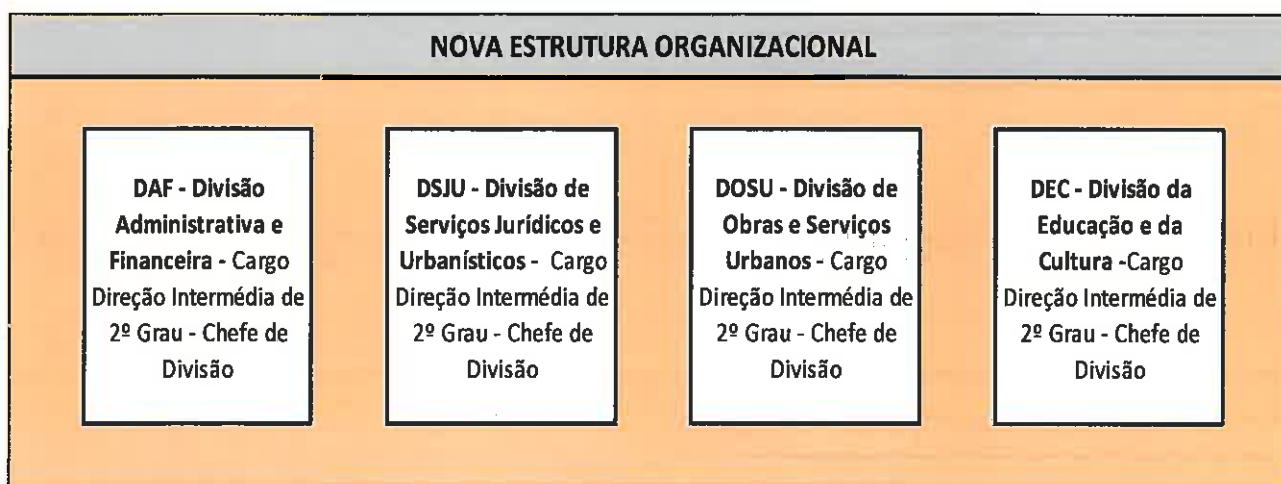 NOVA ESTRUTURA ORGANIZACIONAL
DAF - Divisão
Administrativa e
Financeira - Cargo
Direção Intermédia de
2º Grau - Chefe de
Divisão
DSJU - Divisão de
Serviços Jurídicos e
Urbanísticos - Cargo
Direção Intermédia de
2º Grau - Chefe de
Divisão
DOSU - Divisão de
Obras e Serviços
Urbanos - Cargo
Direção Intermédia de
2º Grau - Chefe de
Divisão
DEC - Divisão da
Educação e da
Cultura -Cargo
Direção Intermédia de
2º Grau - Chefe de
Divisão